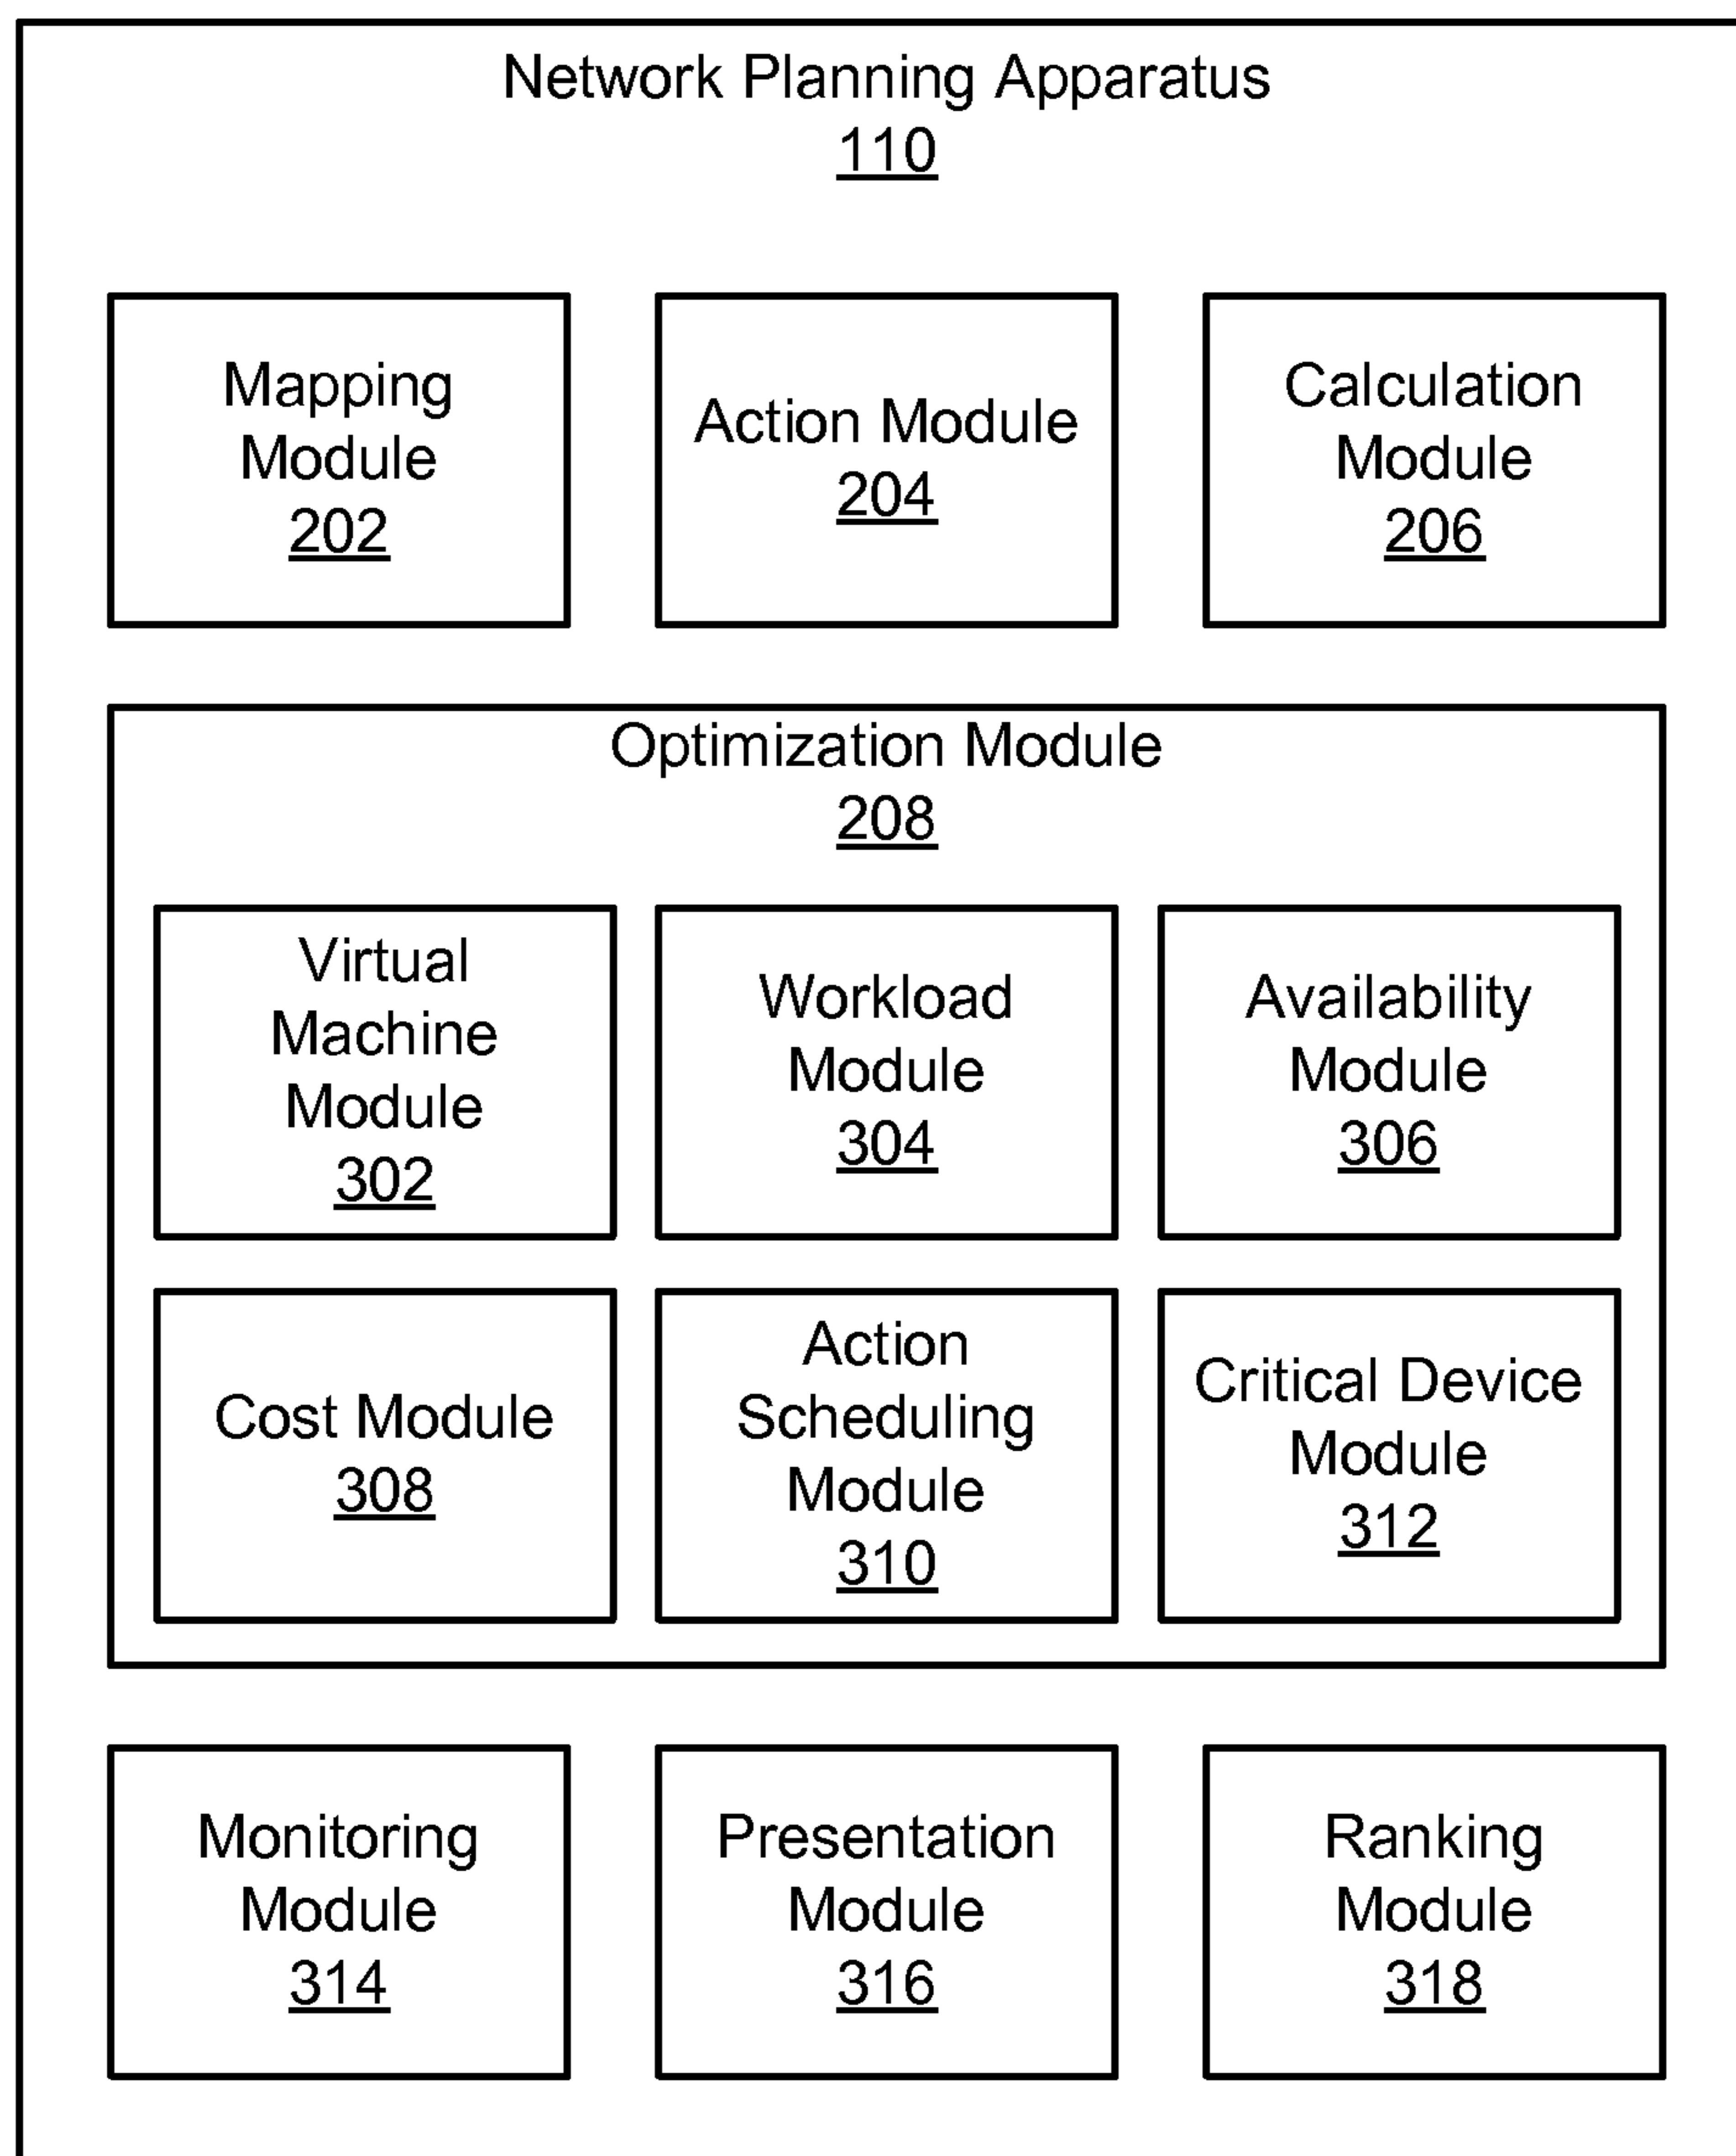 Network Planning Apparatus
110
Mapping
Module
202
Action Module
204
Calculation
Module
206
Optimization Module
208
Virtual
Machine
Module
302
Workload
Module
304
Availability
Module
306
Cost Module
308
Action
Scheduling
Module
310
Critical Device
Module
312
Monitoring
Module
314
Presentation
Module
316
Ranking
Module
318